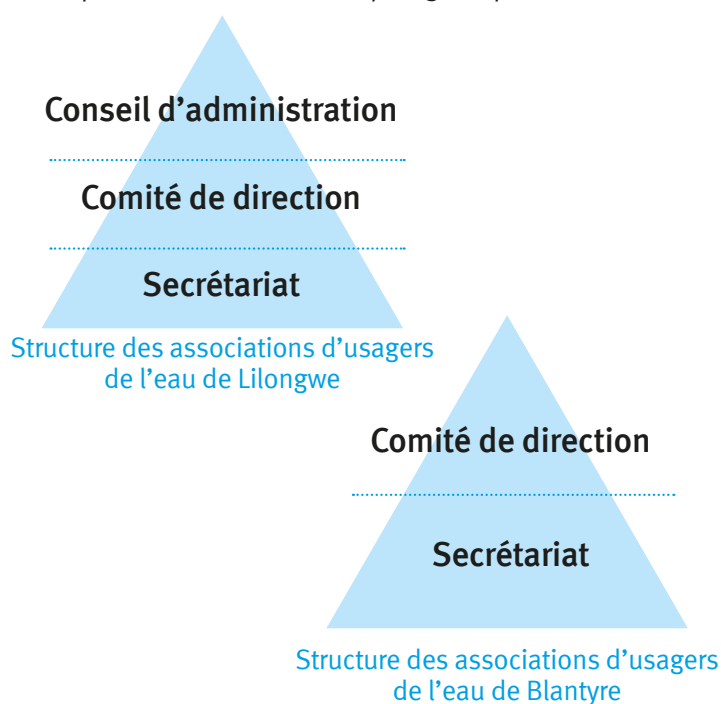 Conseil d'administration
Comité de direction
Secrétariat
Structure des associations d'usagers
de l'eau de Lilongwe
Comité de direction
Secrétariat
Structure des associations d'usagers
de l'eau de Blantyre